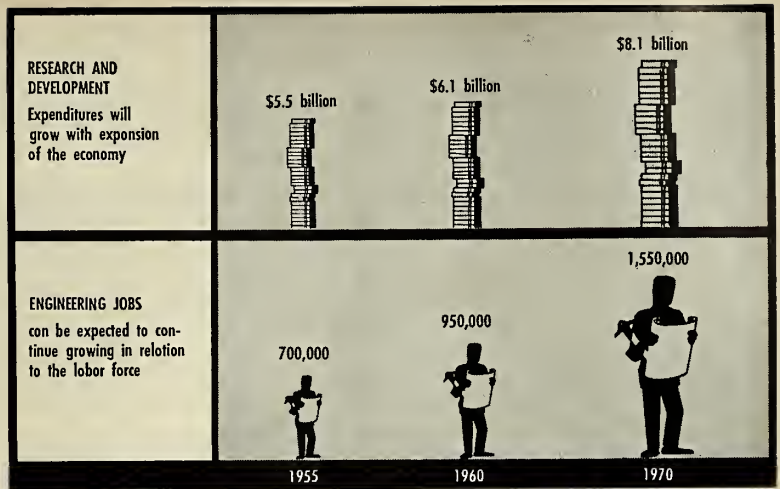 RESEARCH AND
DEVELOPMENT
Expenditures will
grow with exponsion
of the economy
$5.5 billion
$6.1 billion
$8.1 billion
ENGINEERING JOBS
can be expected to con-
tinue growing in relotion
to the lobor force
700,000
950,000
1,550,000
1955
1960
1970